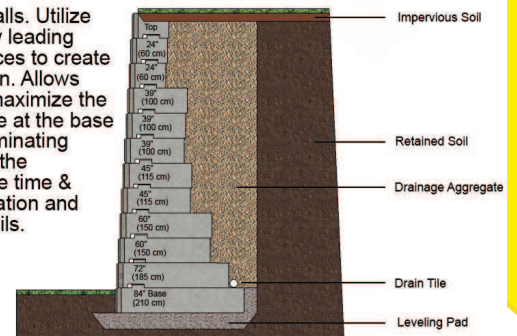 alls. Utilize
leading
ces to create
n. Allows
maximize the
e at the base
minating
the
e time &
ation and
ils.
Top
24"
(60 cm)
24"
(60 cm)
39"
(100 cm)
39"
(100 cm)
39"
(100 cm)
45"
(115 cm)
45"
(115 cm)
60"
(150 cm)
60"
(150 cm)
72"
(185 cm)
84" Base
(210 cm)
Impervious Soil
Retained Soil
Drainage Aggregate
Drain Tile
Leveling Pad